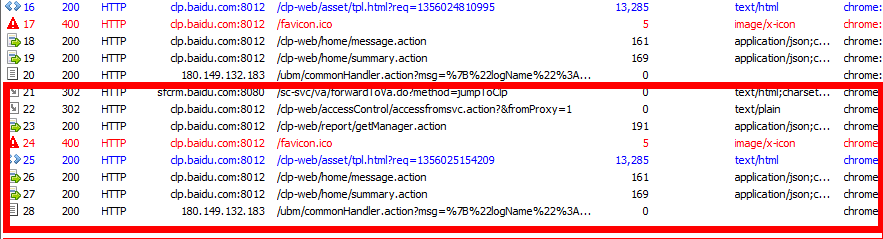 16 200 HTTP clp.baidu.com:8012 /clp-web/asset/tpl.html?req=1356024810995 13,285 text/html chrome:
17 400 HTTP clp.baidu.com:8012 /favicon.ico 5 image/x-icon chrome:
18 200 HTTP clp.baidu.com:8012 /clp-web/home/message.action 161 application/json;c... chrome:
19 200 HTTP clp.baidu.com:8012 /clp-web/home/summary.action 169 application/json;c... chrome:
20 200 HTTP 180.149.132.183 /ubm/commonHandler.action?msg=%7B%22logName%22%3A... 0 chrome:
21 302 HTTP sfcrm.baidu.com:8080 /sc-svc/va/forwardToVa.do?method=jumpToClp 0 text/html;charset... chrome
22 302 HTTP clp.baidu.com:8012 /clp-web/accessControl/accessfromsvc.action?&fromProxy=1 0 text/plain chrome
23 200 HTTP clp.baidu.com:8012 /clp-web/report/getManager.action 191 application/json;c... chrome
24 400 HTTP clp.baidu.com:8012 /favicon.ico 5 image/x-icon chrome
25 200 HTTP clp.baidu.com:8012 /clp-web/asset/tpl.html?req=1356025154209 13,285 text/html chrome
26 200 HTTP clp.baidu.com:8012 /clp-web/home/message.action 161 application/json;c... chrome
27 200 HTTP clp.baidu.com:8012 /clp-web/home/summary.action 169 application/json;c... chrome
28 200 HTTP 180.149.132.183 /ubm/commonHandler.action?msg=%7B%22logName%22%3A... 0 chrome